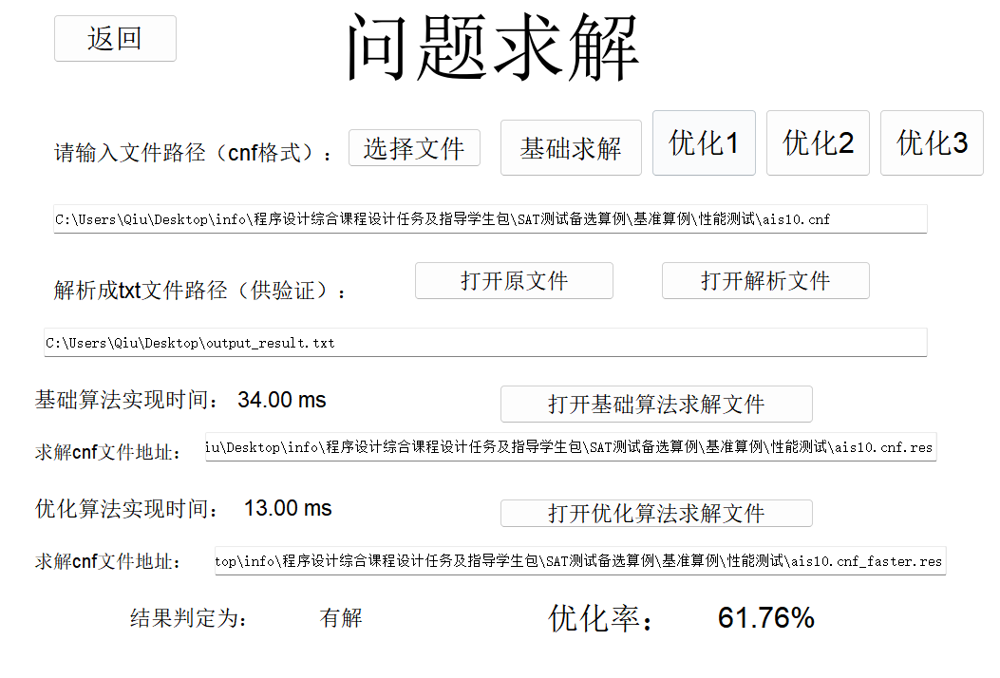 返回
问题求解
请输入文件路径（cnf格式）： 选择文件 基础求解 优化1 优化2 优化3
C:\Users\Qiu\Desktop\info\程序设计综合课程设计任务及指导学生包\SAT测试备选算例\基准算例\性能测试\ais10.cnf
解析成txt文件路径（供验证）： 打开原文件 打开解析文件
C:\Users\Qiu\Desktop\output_result.txt
基础算法实现时间： 34.00 ms 打开基础算法求解文件
求解cnf文件地址： iu\Desktop\info\程序设计综合课程设计任务及指导学生包\SAT测试备选算例\基准算例\性能测试\ais10.cnf.res
优化算法实现时间： 13.00 ms 打开优化算法求解文件
求解cnf文件地址： top\info\程序设计综合课程设计任务及指导学生包\SAT测试备选算例\基准算例\性能测试\ais10.cnf_faster.res
结果判定为： 有解 优化率： 61.76%